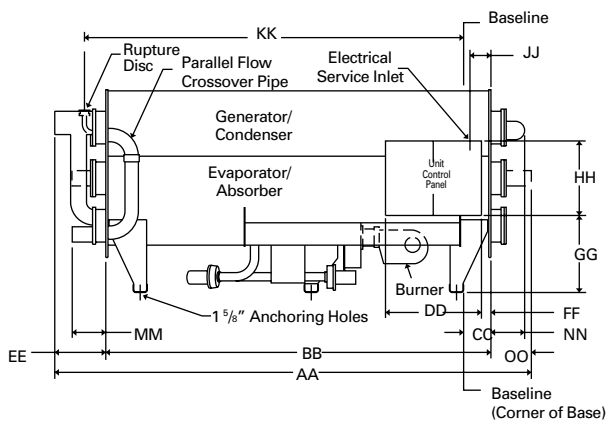 Baseline
KK
JJ
Rupture
Disc
Parallel Flow
Crossover Pipe
Electrical
Service Inlet
Generator/
Condenser
Unit
Control
Panel
HH
Evaporator/
Absorber
GG
Burner
1 5/8" Anchoring Holes
DD
FF
MM
CC
NN
EE
BB
OO
AA
Baseline
(Corner of Base)